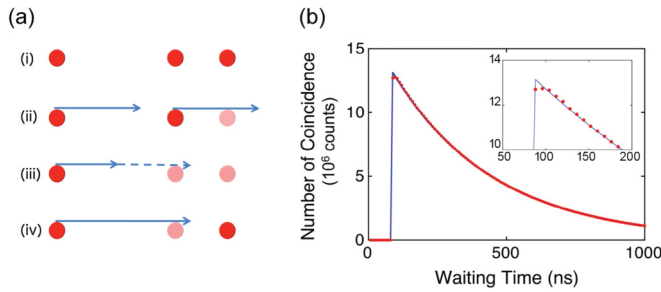 (a)
(i)
(ii)
(iii)
(iv)
(b)
Number of Coincidence
(10⁶ counts)
15
10
5
0
0
500
1000
Waiting Time (ns)
13
12
10
50
100
150
200